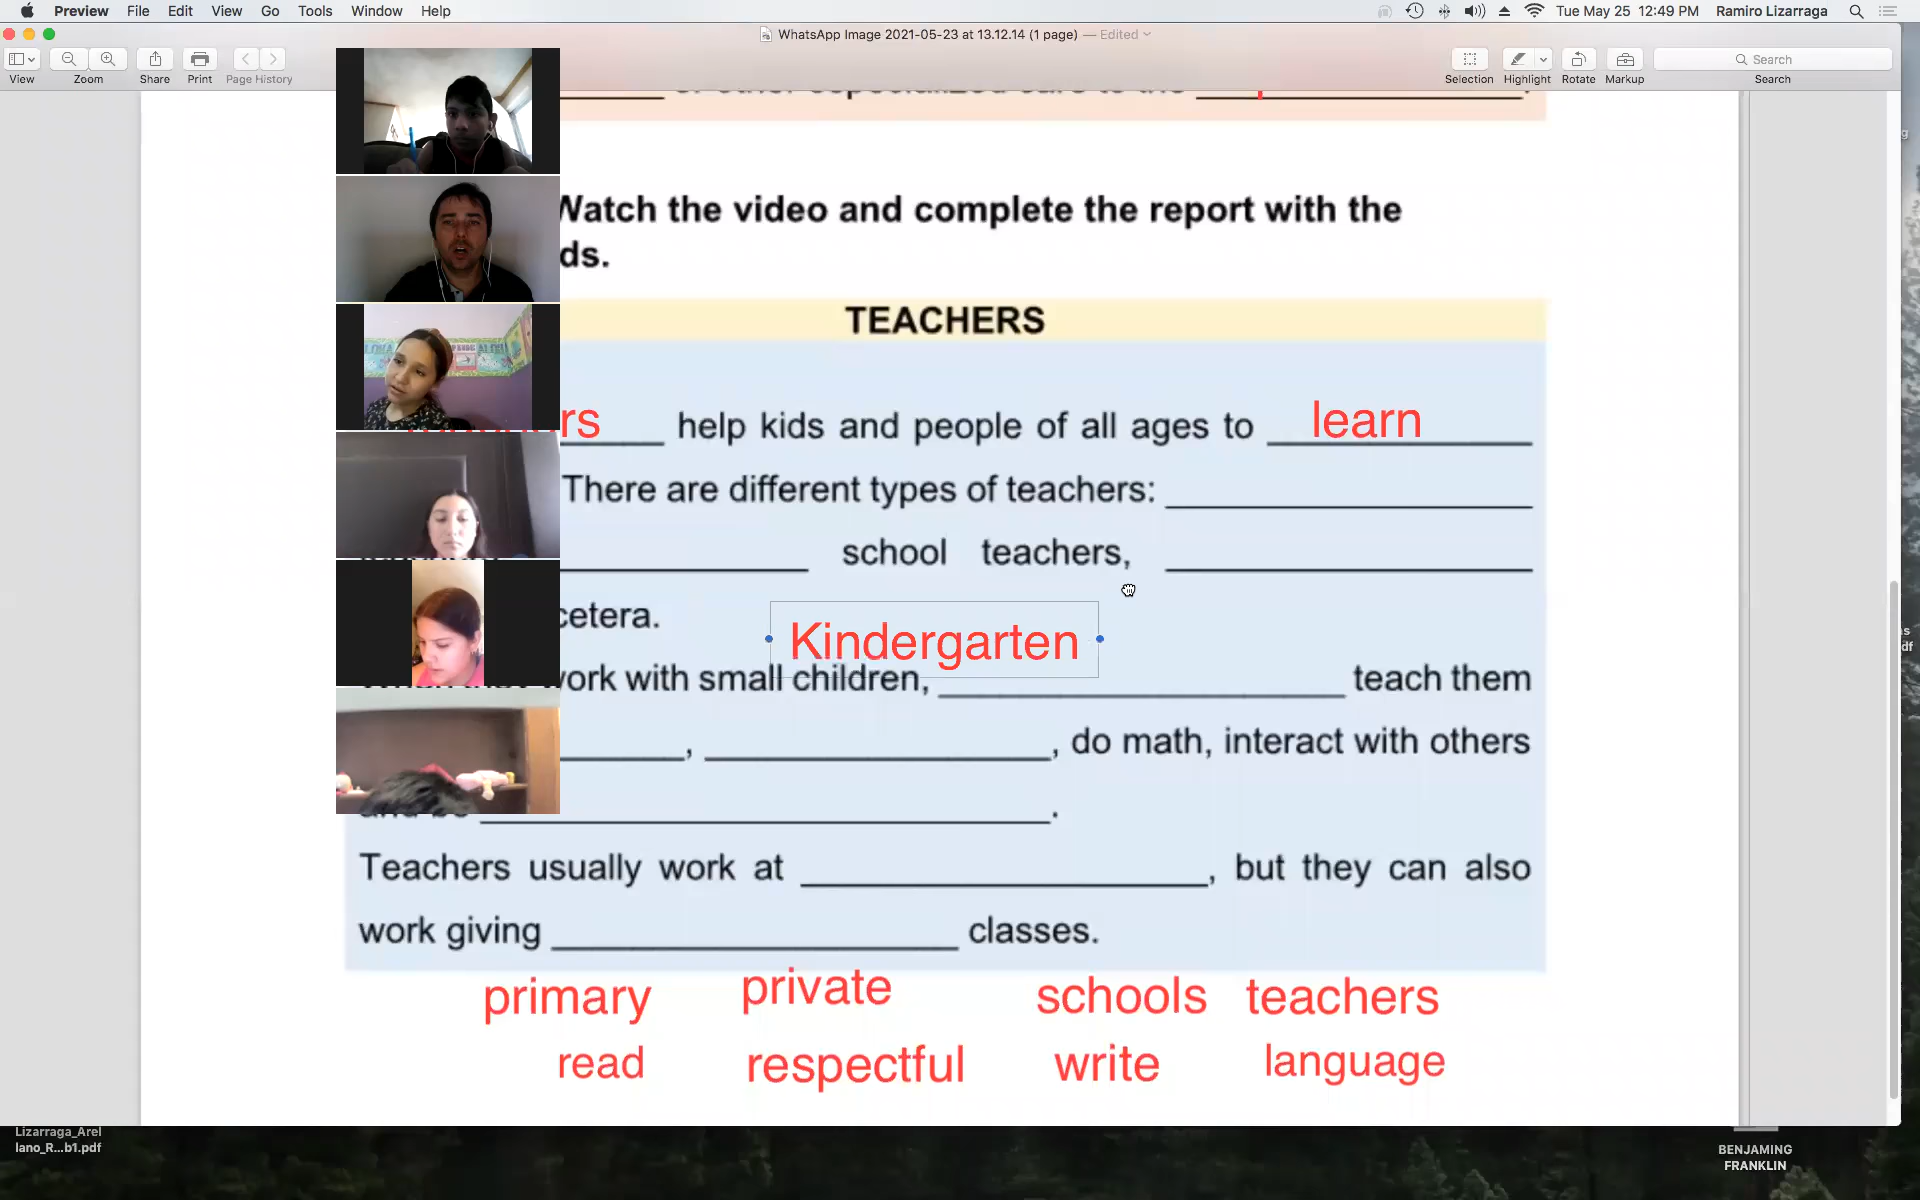 Preview File Edit View Go Tools Window Help Tue May 25 12:49 PM Ramiro Lizarraga
WhatsApp Image 2021-05-23 at 13.12.14 (1 page) — Edited
View Zoom Share Print Page History Selection Highlight Rotate Markup Search Search
Watch the video and complete the report with the
ds.
TEACHERS
rs help kids and people of all ages to learn
There are different types of teachers:
school teachers,
cetera.
Kindergarten
work with small children, teach them
, , do math, interact with others
.
Teachers usually work at , but they can also
work giving classes.
primary private schools teachers
read respectful write language
Lizarraga_Arel
lano_R...b1.pdf
BENJAMING
FRANKLIN